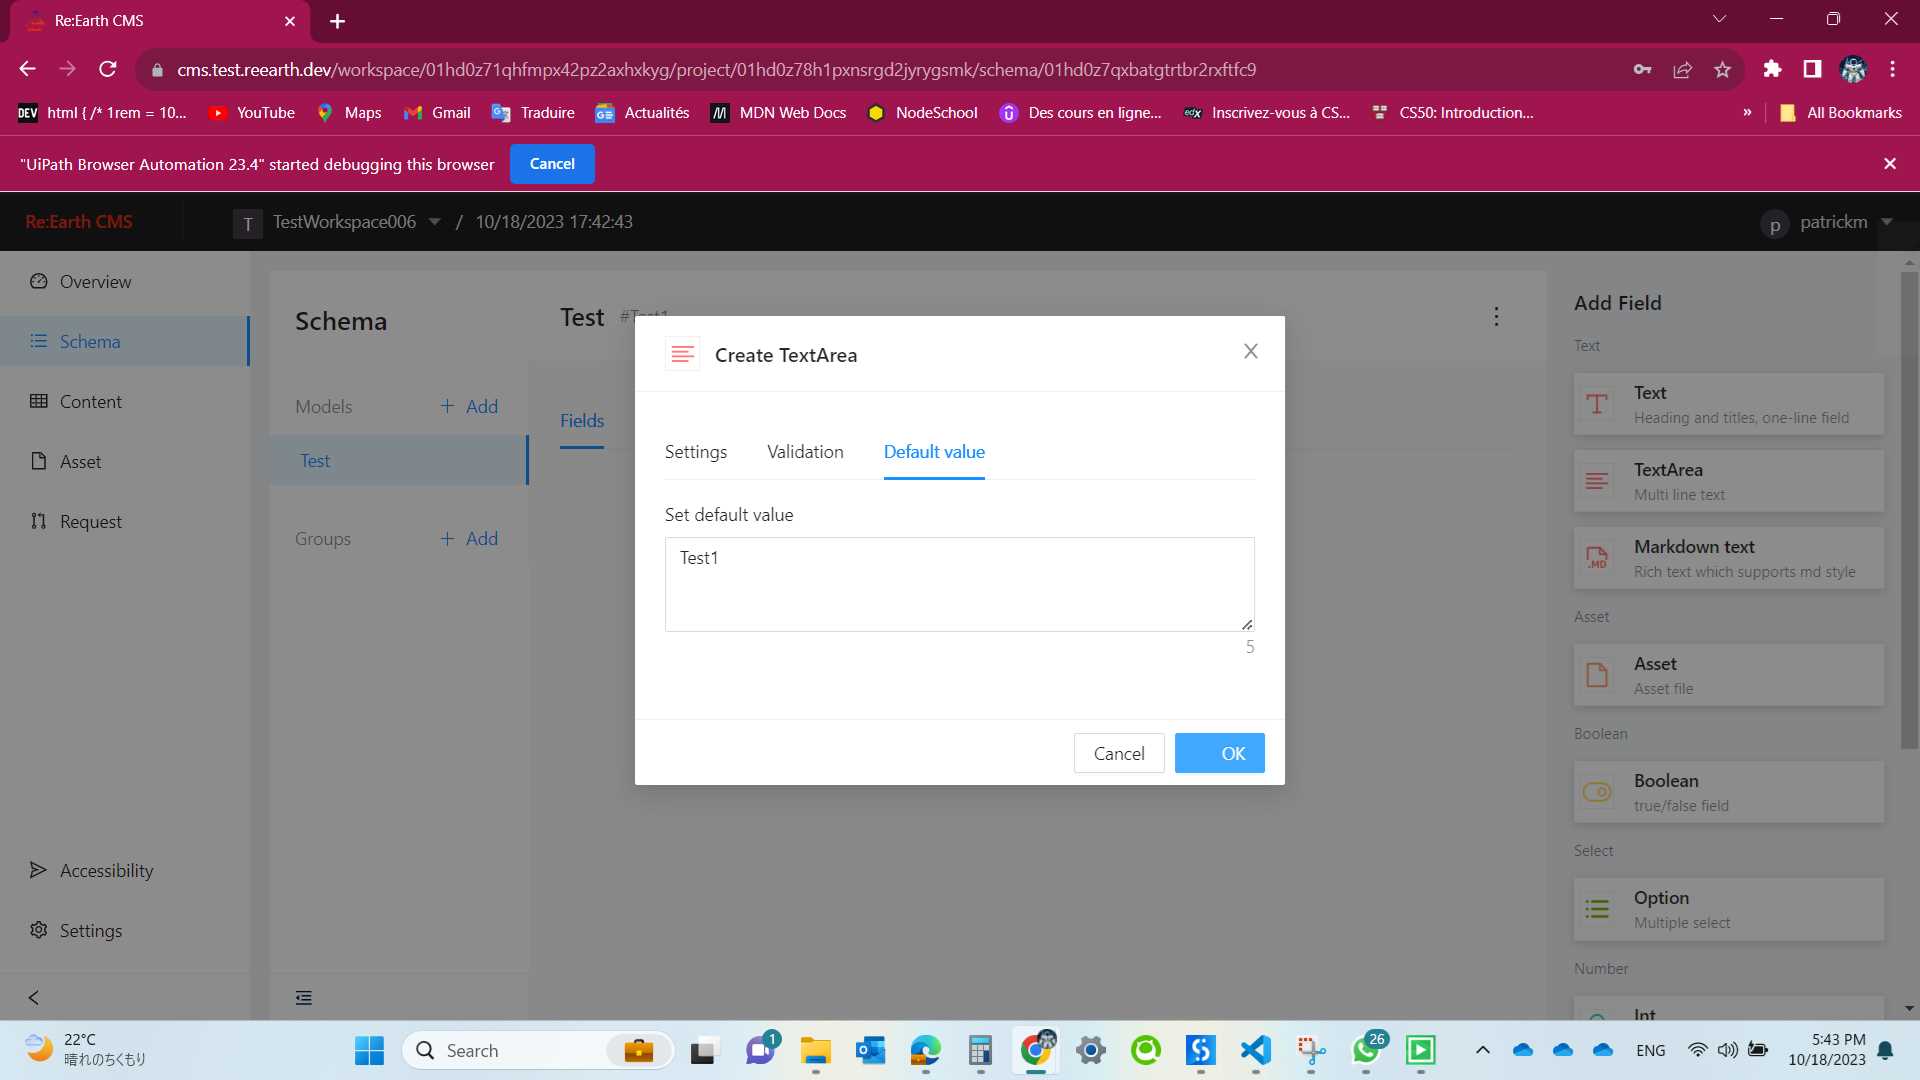 Re:Earth CMS
cms.test.reearth.dev/workspace/01hd0z71qhfmpx42pz2axhxkyg/project/01hd0z78h1pxnsrgd2jyrygsmk/schema/01hd0z7qxbatgtrtbr2rxftfc9
DEV html { /* 1rem = 10... YouTube Maps Gmail Traduire Actualités MDN Web Docs NodeSchool Des cours en ligne... edX Inscrivez-vous à CS... CS50: Introduction... » All Bookmarks
"UiPath Browser Automation 23.4" started debugging this browser Cancel
Re:Earth CMS T TestWorkspace006 / 10/18/2023 17:42:43 p patrickm
Overview
Schema
Content
Asset
Request
Accessibility
Settings
Schema
Models + Add
Test
Groups + Add
Test #Test1
Fields
Create TextArea
Settings Validation Default value
Set default value
Test1
5
Cancel OK
Add Field
Text
Text
Heading and titles, one-line field
TextArea
Multi line text
Markdown text
Rich text which supports md style
Asset
Asset
Asset file
Boolean
Boolean
true/false field
Select
Option
Multiple select
Number
Int
22°C
晴れのちくもり
Search
1
26
ENG
5:43 PM
10/18/2023